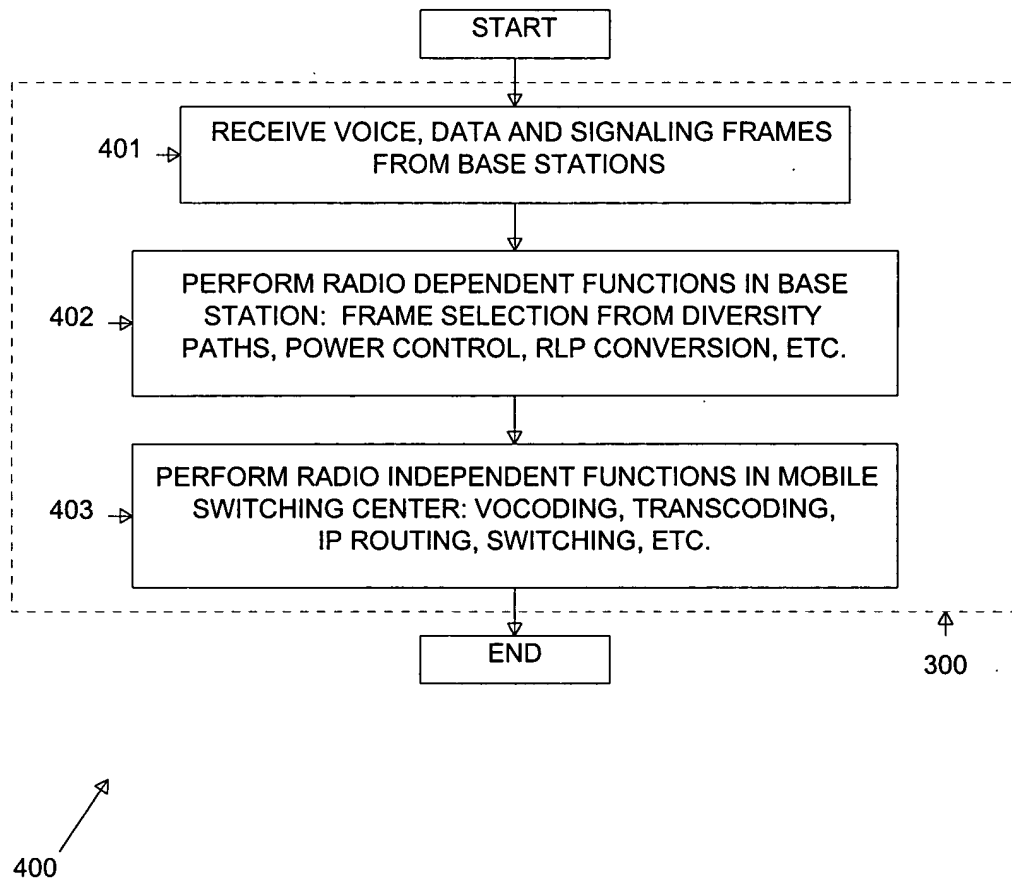 START
401
RECEIVE VOICE, DATA AND SIGNALING FRAMES
FROM BASE STATIONS
402
PERFORM RADIO DEPENDENT FUNCTIONS IN BASE
STATION: FRAME SELECTION FROM DIVERSITY
PATHS, POWER CONTROL, RLP CONVERSION, ETC.
403
PERFORM RADIO INDEPENDENT FUNCTIONS IN MOBILE
SWITCHING CENTER: VOCODING, TRANSCODING,
IP ROUTING, SWITCHING, ETC.
END
300
400